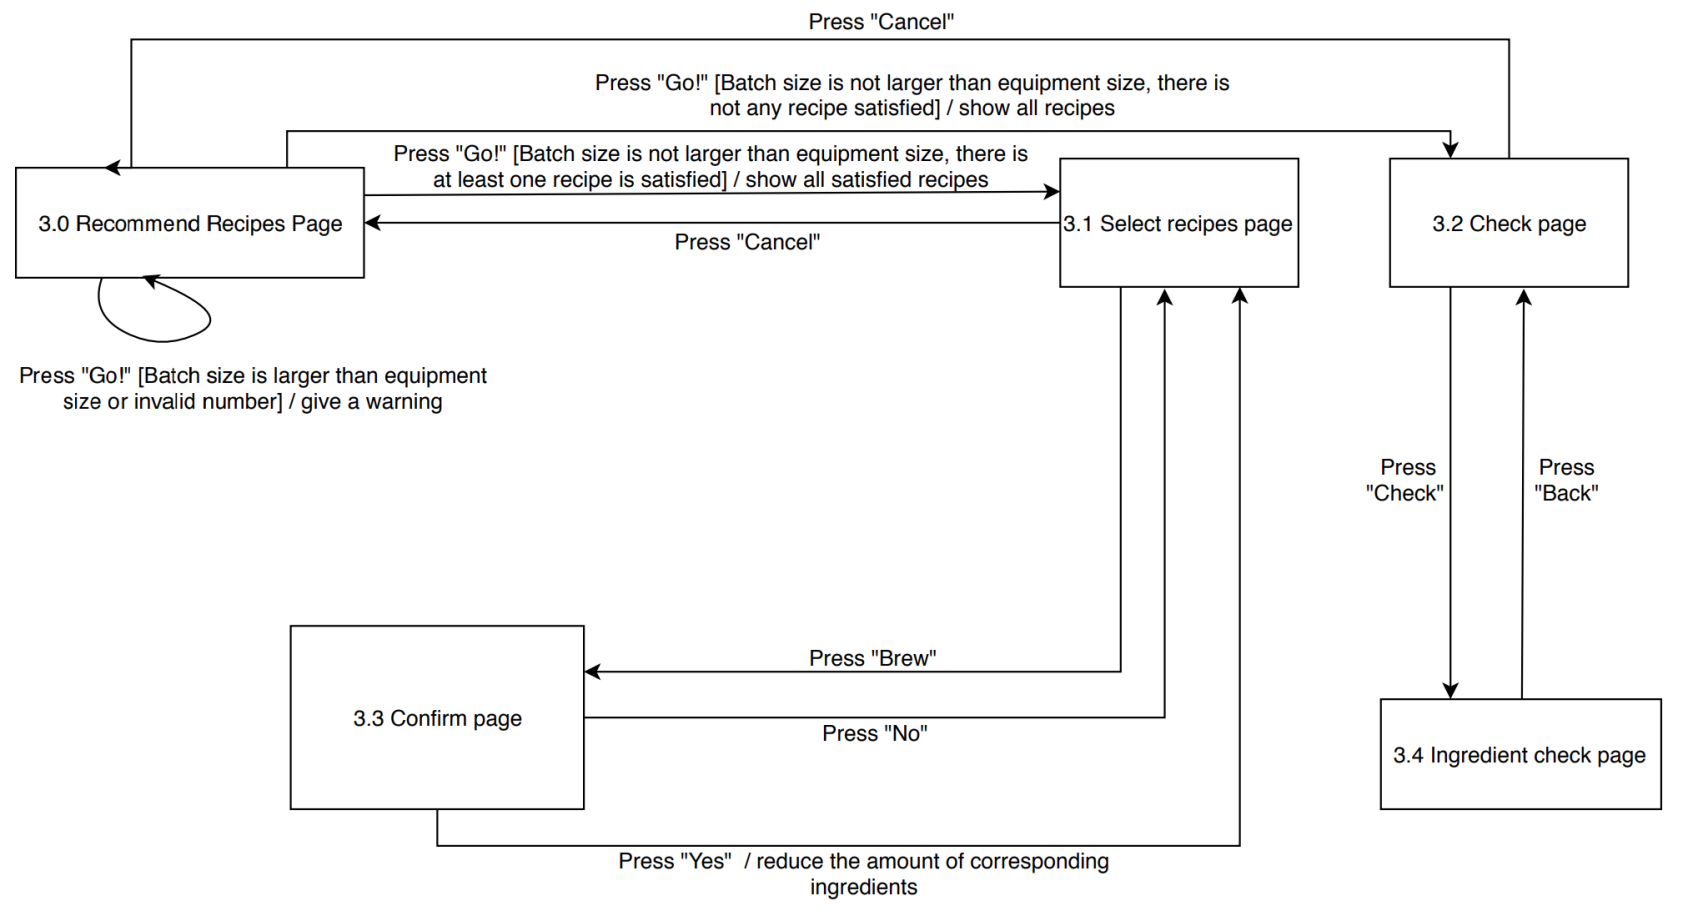 Press "Cancel"
Press "Go!" [Batch size is not larger than equipment size, there is
not any recipe satisfied] / show all recipes
Press "Go!" [Batch size is not larger than equipment size, there is
at least one recipe is satisfied] / show all satisfied recipes
3.0 Recommend Recipes Page
3.1 Select recipes page
3.2 Check page
Press "Cancel"
Press "Go!" [Batch size is larger than equipment
size or invalid number] / give a warning
Press
"Check"
Press
"Back"
Press "Brew"
3.3 Confirm page
Press "No"
3.4 Ingredient check page
Press "Yes"  / reduce the amount of corresponding
ingredients